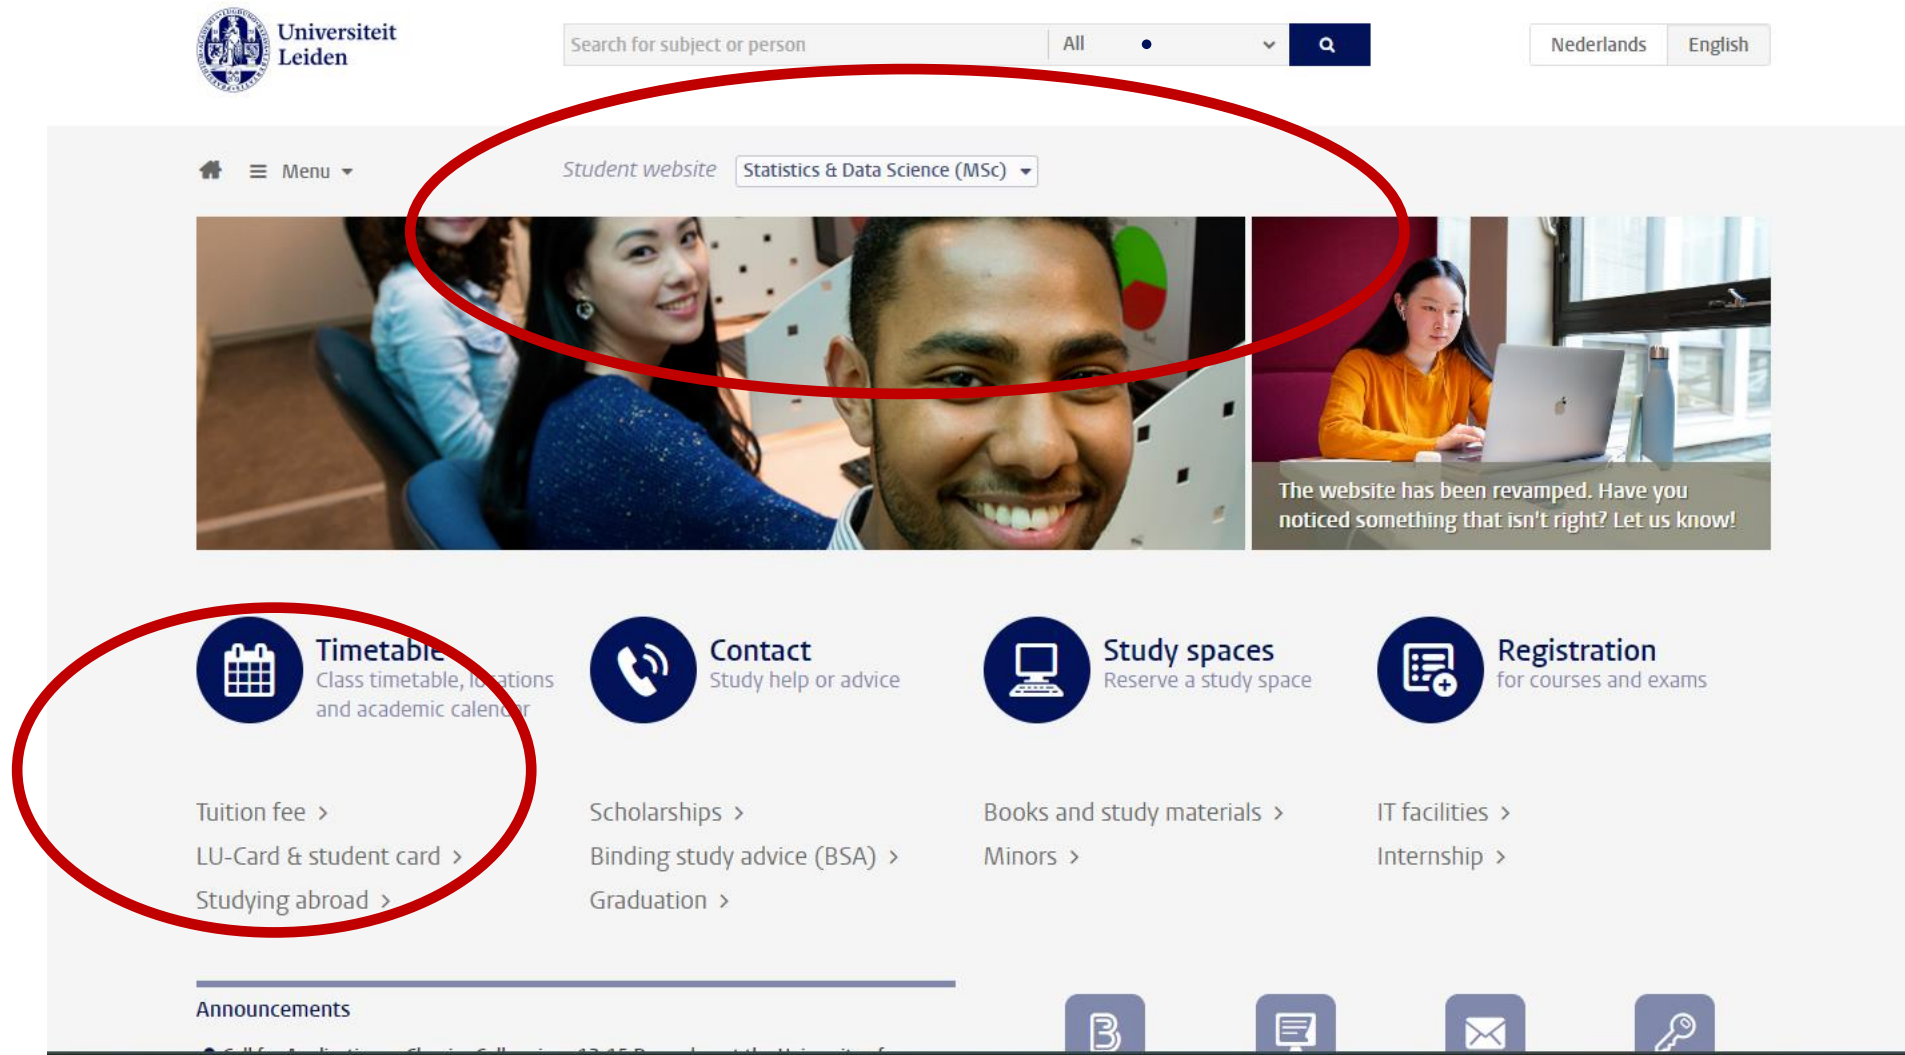 Universiteit
Leiden
Search for subject or person
All
Nederlands
English
Menu
Student website
Statistics & Data Science (MSc)
The website has been revamped. Have you
noticed something that isn't right? Let us know!
Timetable
Class timetable, locations
and academic calendar
Contact
Study help or advice
Study spaces
Reserve a study space
Registration
for courses and exams
Tuition fee >
Scholarships >
Books and study materials >
IT facilities >
LU-Card & student card >
Binding study advice (BSA) >
Minors >
Internship >
Studying abroad >
Graduation >
Announcements